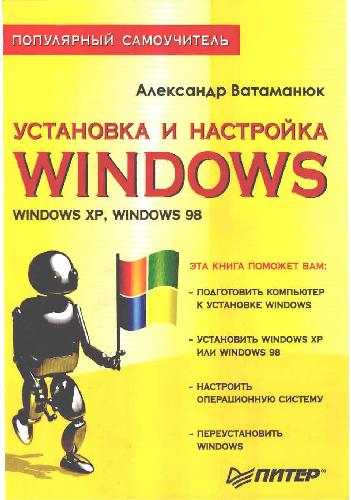 ПОПУЛЯРНЫЙ САМОУЧИТЕЛЬ
Александр Ватаманюк
УСТАНОВКА И НАСТРОЙКА
WINDOWS
WINDOWS XP, WINDOWS 98
ЭТА КНИГА ПОМОЖЕТ ВАМ:
- ПОДГОТОВИТЬ КОМПЬЮТЕР
К УСТАНОВКЕ WINDOWS
- УСТАНОВИТЬ WINDOWS XP
ИЛИ WINDOWS 98
- НАСТРОИТЬ
ОПЕРАЦИОННУЮ СИСТЕМУ
- ПЕРЕУСТАНОВИТЬ
WINDOWS
ПИТЕР®